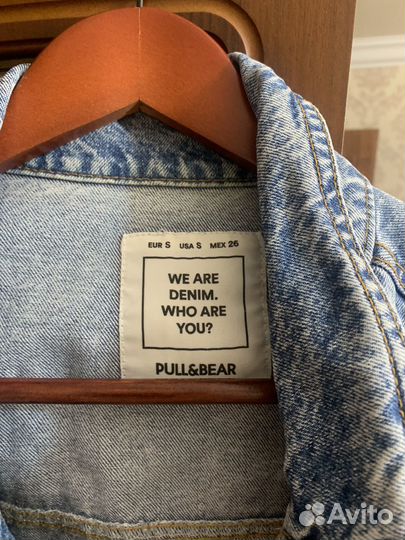 EUR S USA S MEX 26
WE ARE
DENIM.
WHO ARE
YOU?
PULL&BEAR
Avito